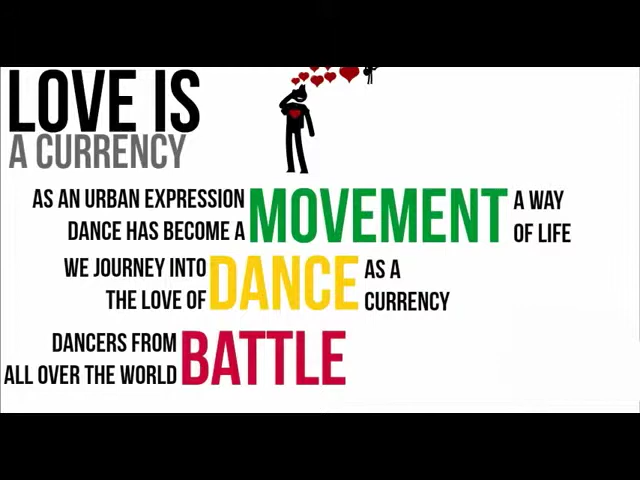 LOVE IS
A CURRENCY
AS AN URBAN EXPRESSION
DANCE HAS BECOME A
MOVEMENT
A WAY
OF LIFE
WE JOURNEY INTO
THE LOVE OF
DANCE
AS A
CURRENCY
DANCERS FROM
ALL OVER THE WORLD
BATTLE